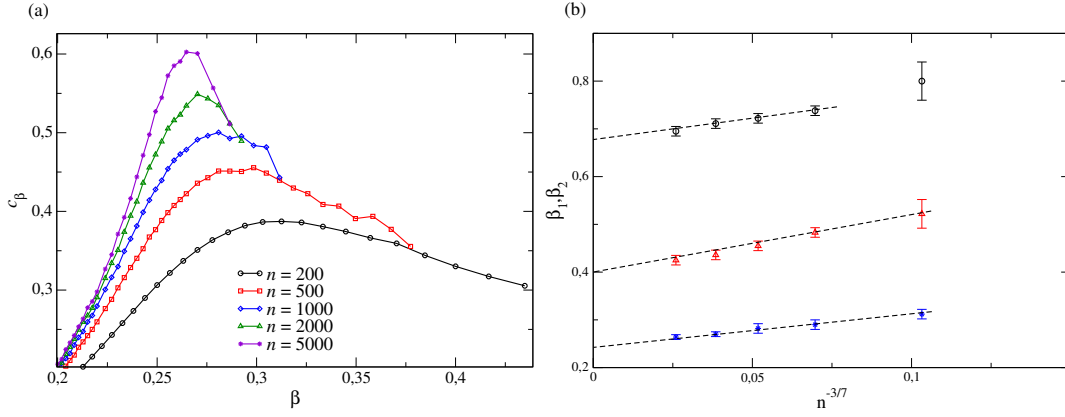 (a)
0,6
0,5
c_β
0,4
0,3
n = 200
n = 500
n = 1000
n = 2000
n = 5000
0,2 0,25 0,3 0,35 0,4
β
(b)
0,8
0,6
β₁,β₂
0,4
0,2
0 0,05 0,1
n^{-3/7}